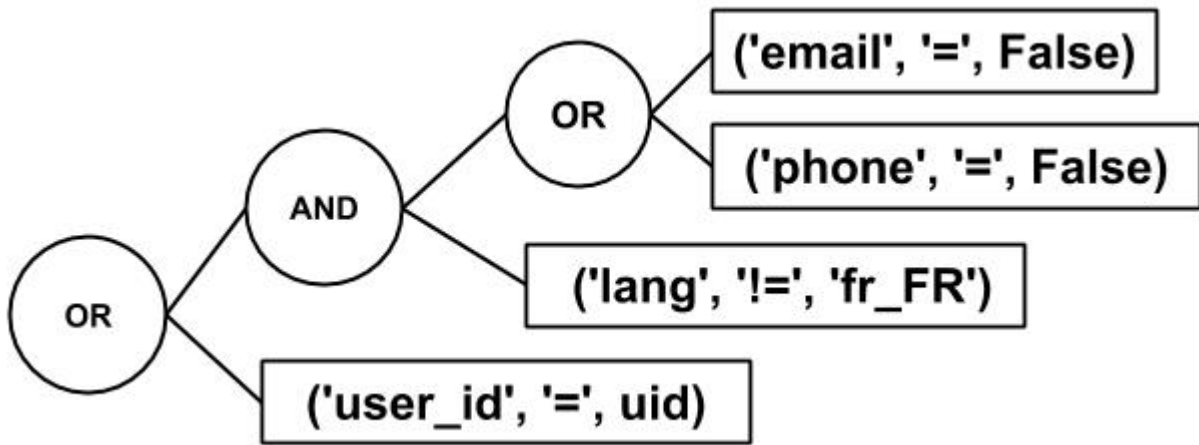 ('email', '=', False)
OR
('phone', '=', False)
AND
('lang', '!=', 'fr_FR')
OR
('user_id', '=', uid)